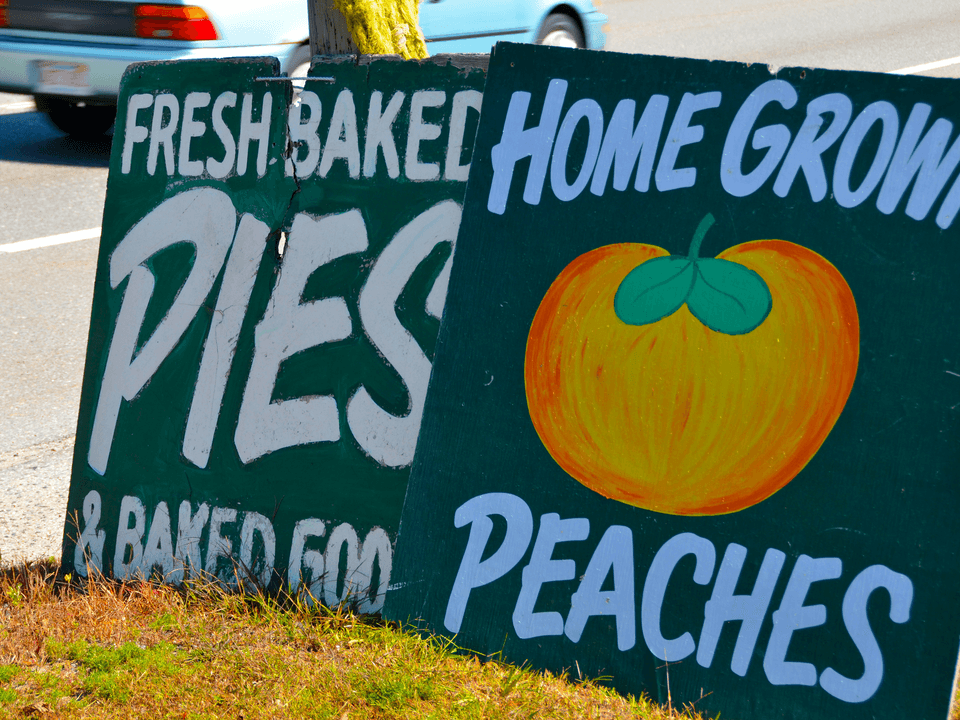 FRESH BAKED
PIES
& BAKED GOO
HOME GROWN
PEACHES